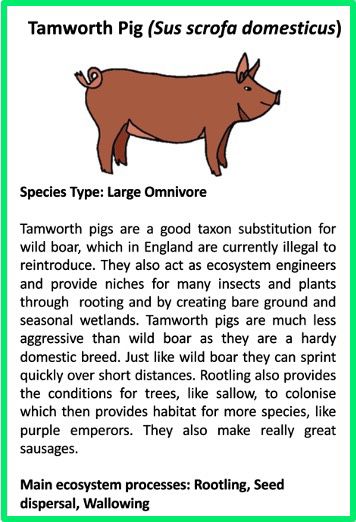 Tamworth Pig (Sus scrofa domesticus)
Species Type: Large Omnivore
Tamworth pigs are a good taxon substitution for
wild boar, which in England are currently illegal to
reintroduce. They also act as ecosystem engineers
and provide niches for many insects and plants
through rooting and by creating bare ground and
seasonal wetlands. Tamworth pigs are much less
aggressive than wild boar as they are a hardy
domestic breed. Just like wild boar they can sprint
quickly over short distances. Rootling also provides
the conditions for trees, like sallow, to colonise
which then provides habitat for more species, like
purple emperors. They also make really great
sausages.
Main ecosystem processes: Rootling, Seed
dispersal, Wallowing